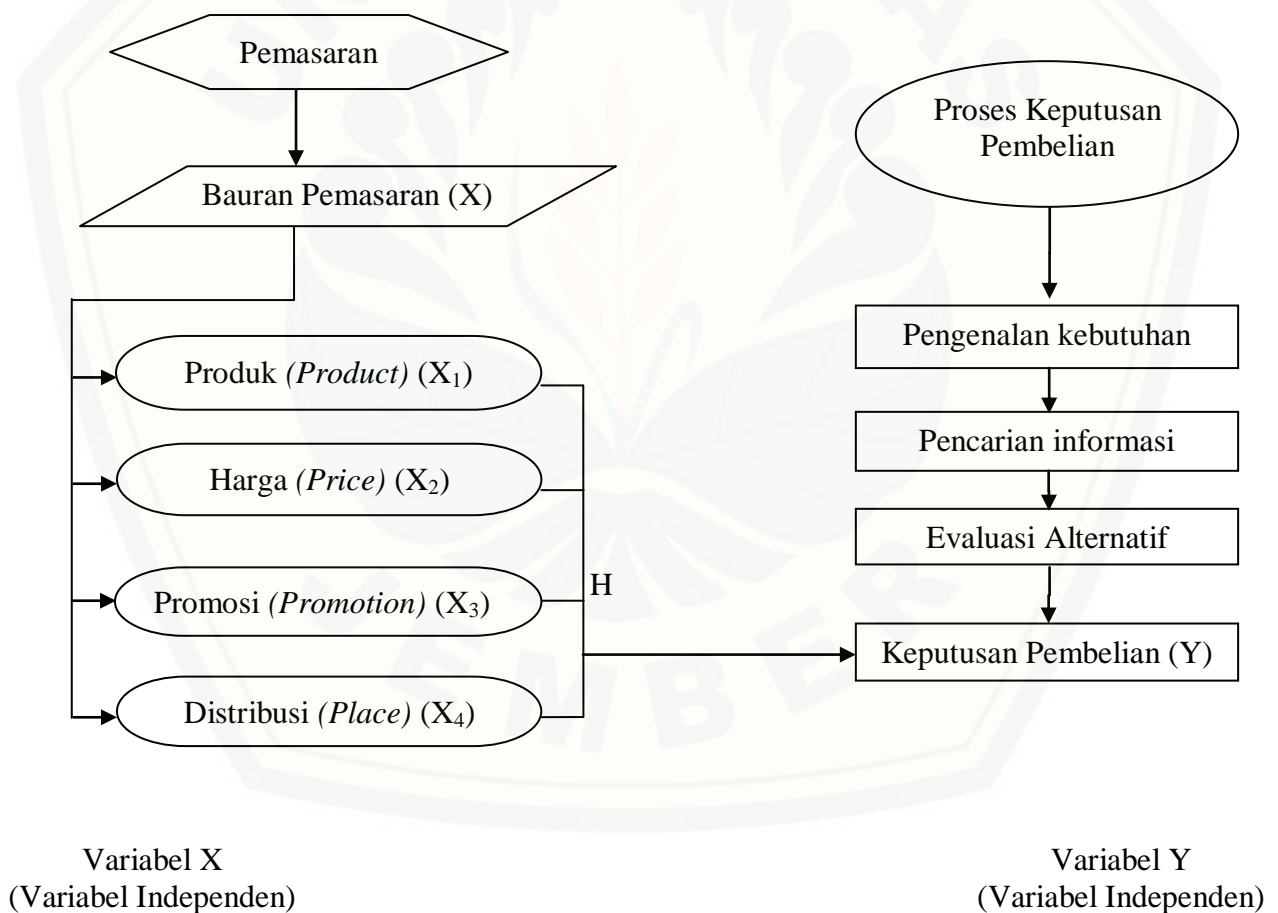 Pemasaran
Bauran Pemasaran (X)
Produk (Product) (X₁)
Harga (Price) (X₂)
H
Promosi (Promotion) (X₃)
Distribusi (Place) (X₄)
Proses Keputusan
Pembelian
Pengenalan kebutuhan
Pencarian informasi
Evaluasi Alternatif
Keputusan Pembelian (Y)
Variabel X
(Variabel Independen)
Variabel Y
(Variabel Independen)